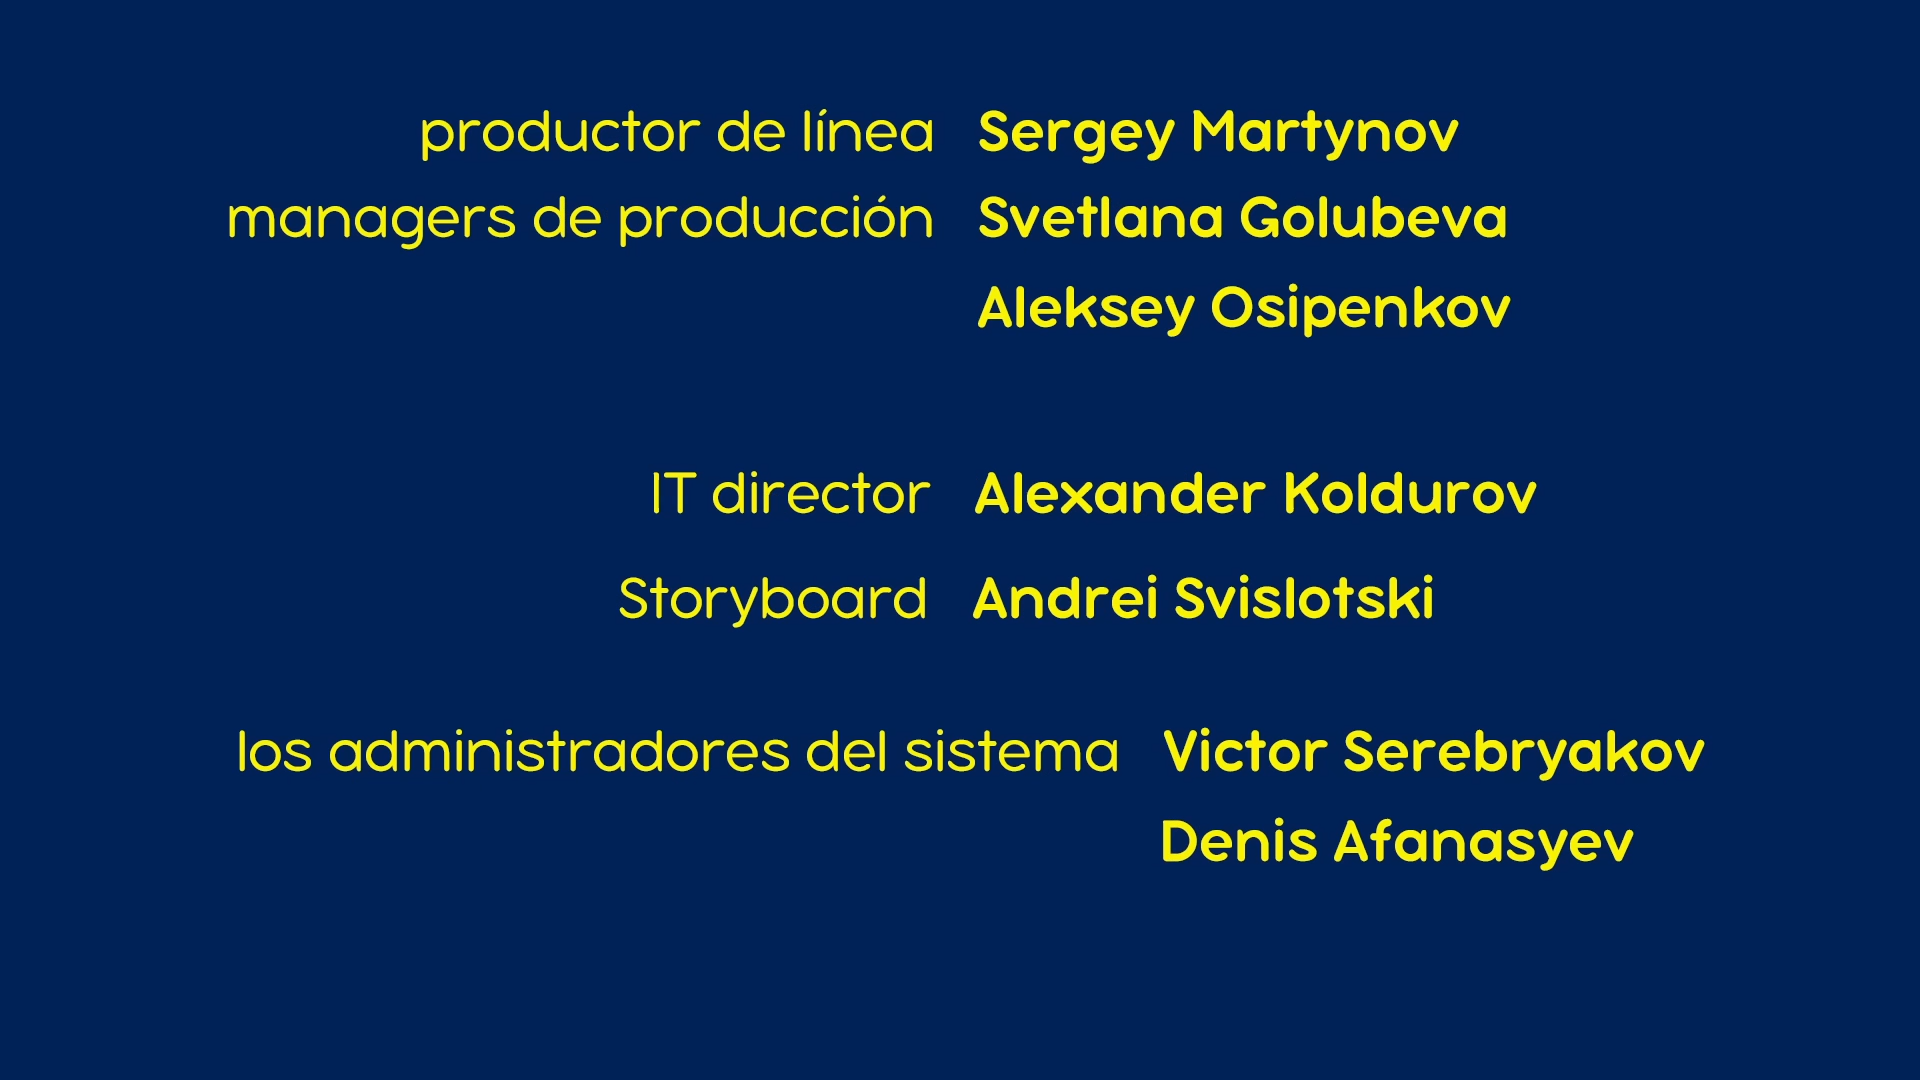 productor de línea Sergey Martynov
managers de producción Svetlana Golubeva
Aleksey Osipenkov
IT director Alexander Koldurov
Storyboard Andrei Svislotski
los administradores del sistema Victor Serebryakov
Denis Afanasyev